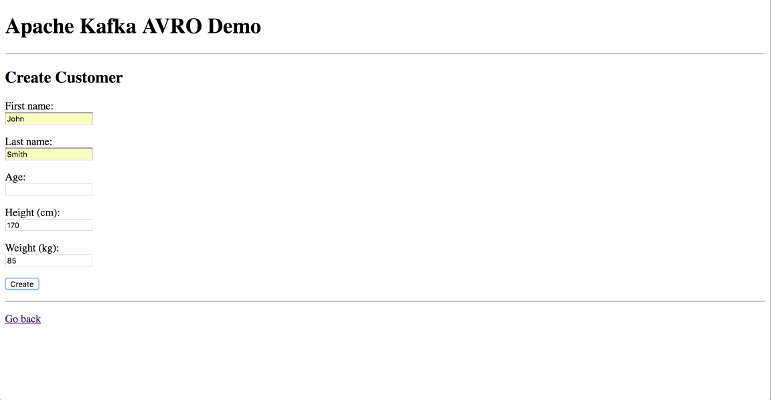 Apache Kafka AVRO Demo
Create Customer
First name:
John
Last name:
Smith
Age:
Height (cm):
170
Weight (kg):
85
Create
Go back